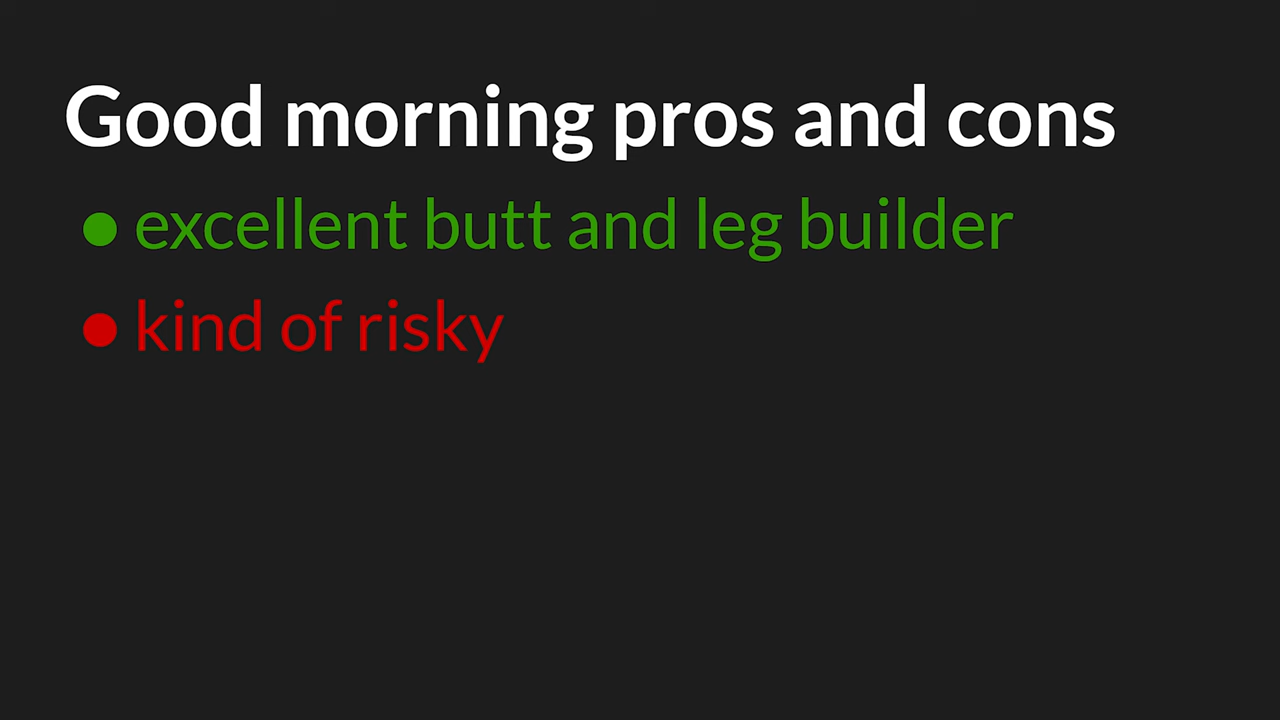 Good morning pros and cons
● excellent butt and leg builder
● kind of risky